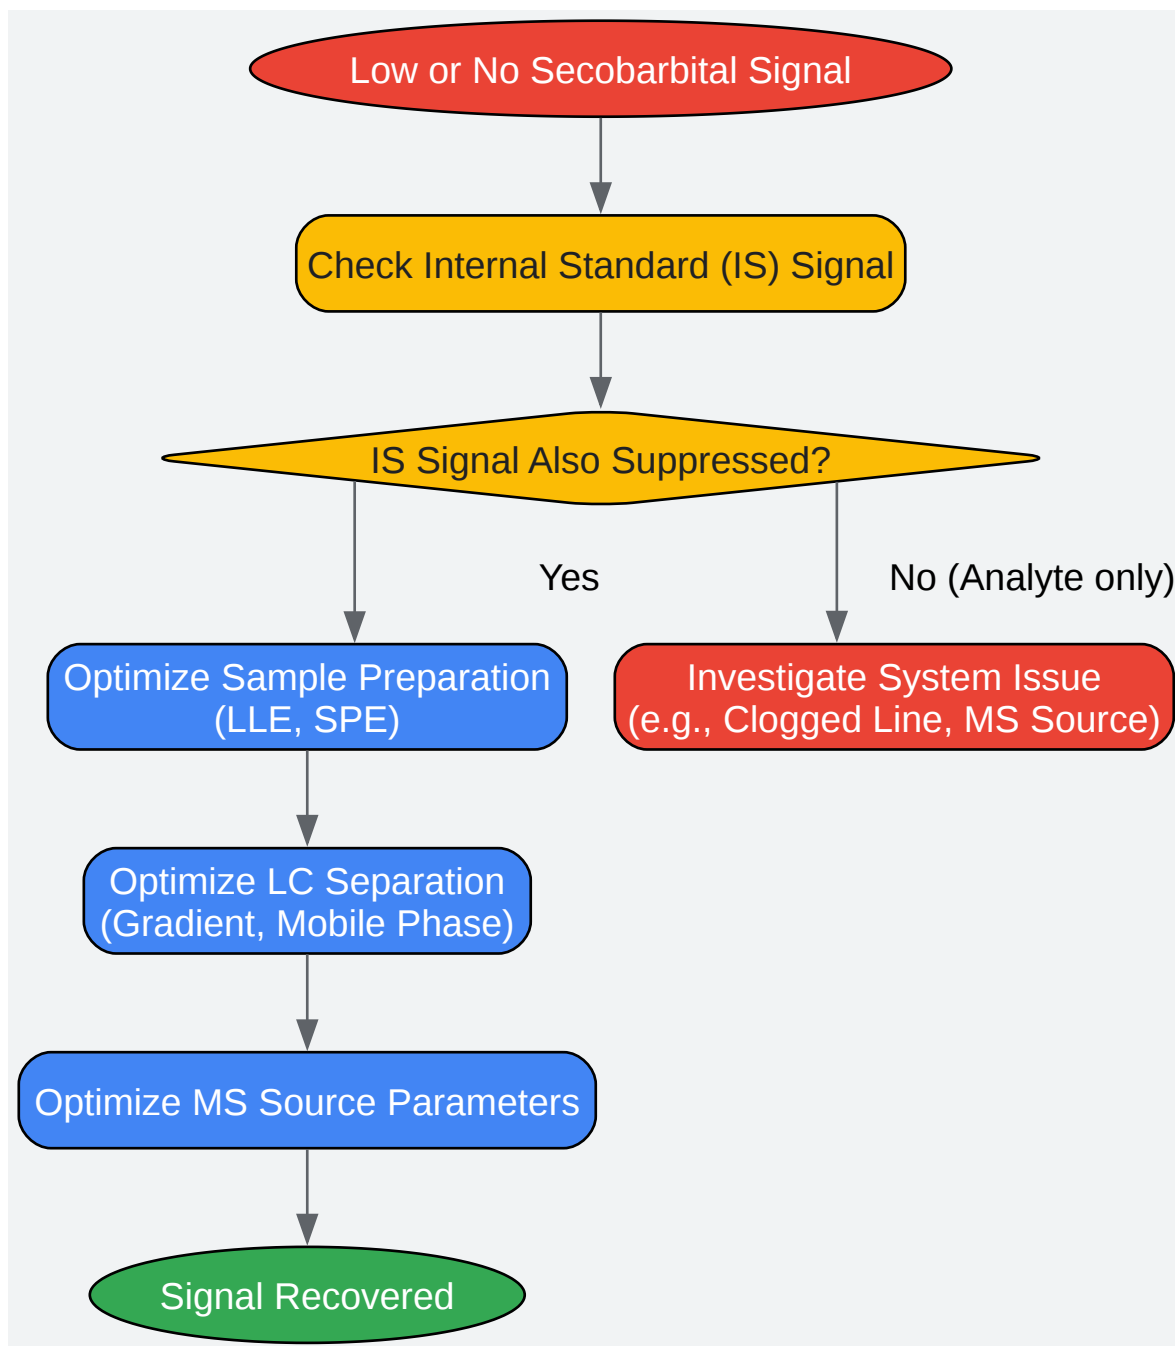 Low or No Secobarbital Signal
Check Internal Standard (IS) Signal
IS Signal Also Suppressed?
Yes
No (Analyte only)
Optimize Sample Preparation
(LLE, SPE)
Investigate System Issue
(e.g., Clogged Line, MS Source)
Optimize LC Separation
(Gradient, Mobile Phase)
Optimize MS Source Parameters
Signal Recovered